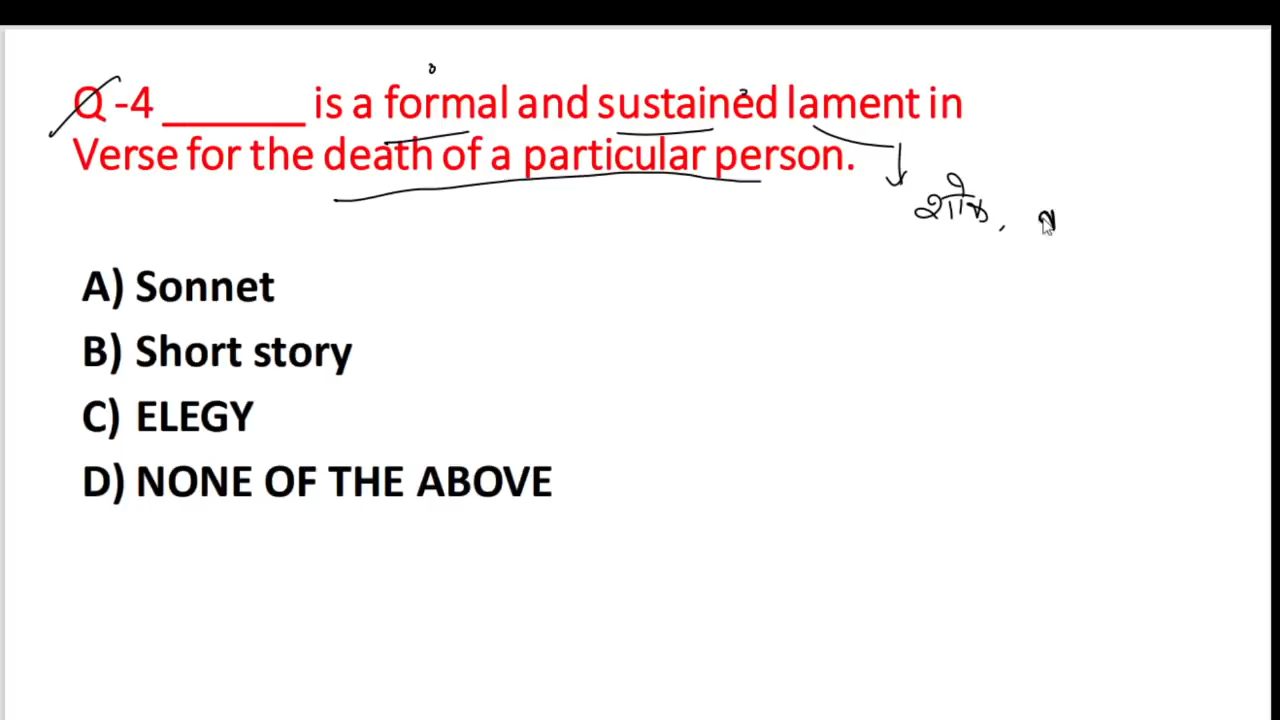 Q -4 ______ is a formal and sustained lament in
Verse for the death of a particular person.
शोक,
A) Sonnet
B) Short story
C) ELEGY
D) NONE OF THE ABOVE